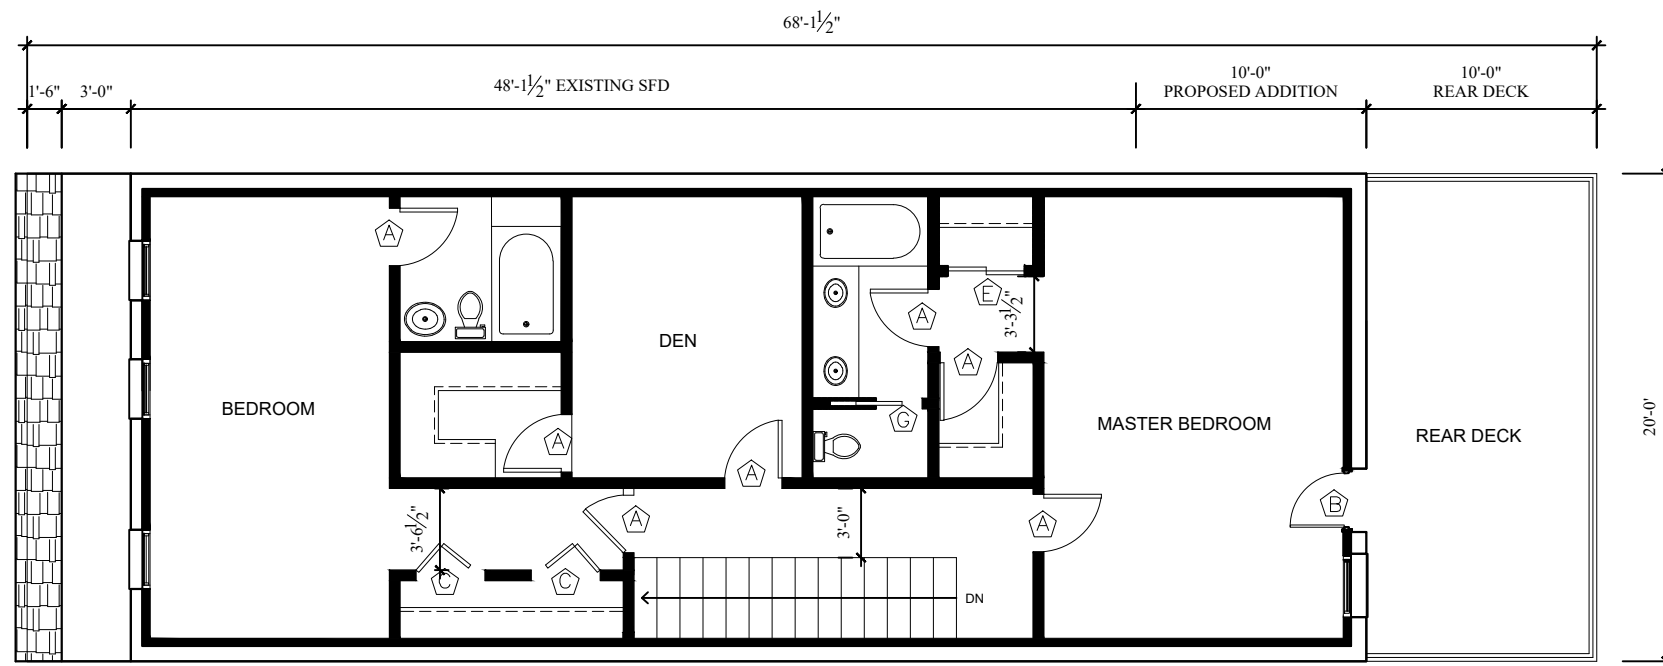 68'-1½"
1'-6"
3'-0"
48'-1½" EXISTING SFD
10'-0"
PROPOSED ADDITION
10'-0"
REAR DECK
A
E
3'-3½"
A
DEN
A
BEDROOM
G
MASTER BEDROOM
REAR DECK
20'-0'
A
A
B
3'-6½"
A
3'-0"
A
C
C
DN